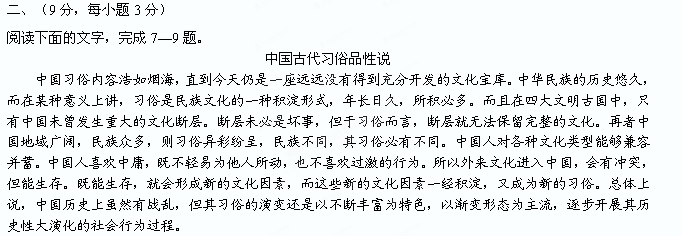 二、（9分，每小题3分）
阅读下面的文字，完成7—9题。
中国古代习俗品性说
中国习俗内容浩如烟海，直到今天仍是一座远远没有得到充分开发的文化宝库。中华民族的历史悠久，
而在某种意义上讲，习俗是民族文化的一种积淀形式，年长日久，所积必多。而且在四大文明古国中，只
有中国未曾发生重大的文化断层。断层未必是坏事，但于习俗而言，断层就无法保留完整的文化。再者中
国地域广阔，民族众多，则习俗异彩纷呈，民族不同，其习俗必有不同。中国人对各种文化类型能够兼容
并蓄。中国人喜欢中庸，既不轻易为他人所动，也不喜欢过激的行为。所以外来文化进入中国，会有冲突，
但能生存。既能生存，就会形成新的文化因素，而这些新的文化因素一经积淀，又成为新的习俗。总体上
说，中国历史上虽然有战乱，但其习俗的演变还是以不断丰富为特色，以渐变形态为主流，逐步开展其历
史性大演化的社会行为过程。